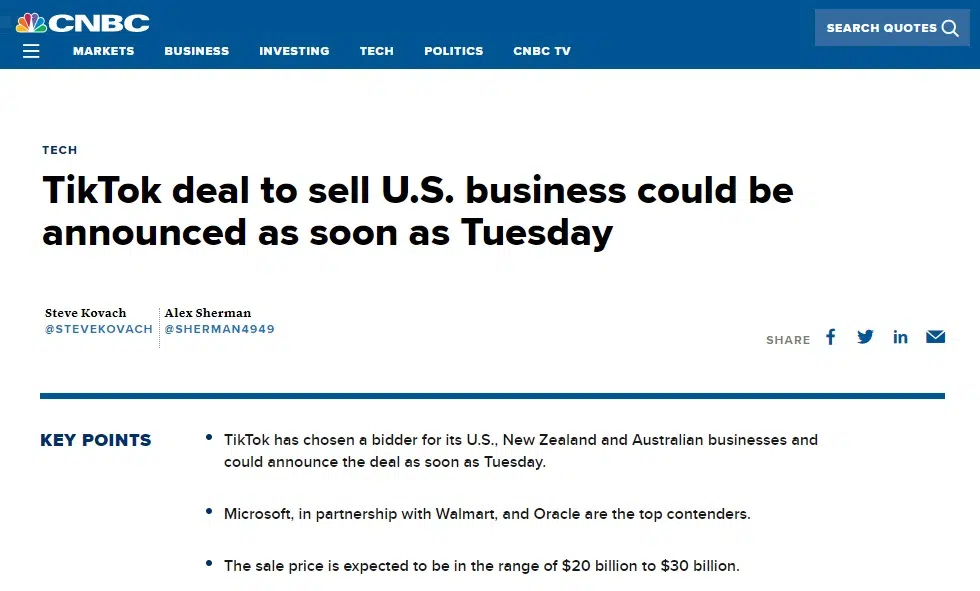 CNBC
SEARCH QUOTES
MARKETS BUSINESS INVESTING TECH POLITICS CNBC TV
TECH
TikTok deal to sell U.S. business could be
announced as soon as Tuesday
Steve Kovach Alex Sherman
@STEVEKOVACH @SHERMAN4949
SHARE
KEY POINTS
TikTok has chosen a bidder for its U.S., New Zealand and Australian businesses and
could announce the deal as soon as Tuesday.
Microsoft, in partnership with Walmart, and Oracle are the top contenders.
The sale price is expected to be in the range of $20 billion to $30 billion.